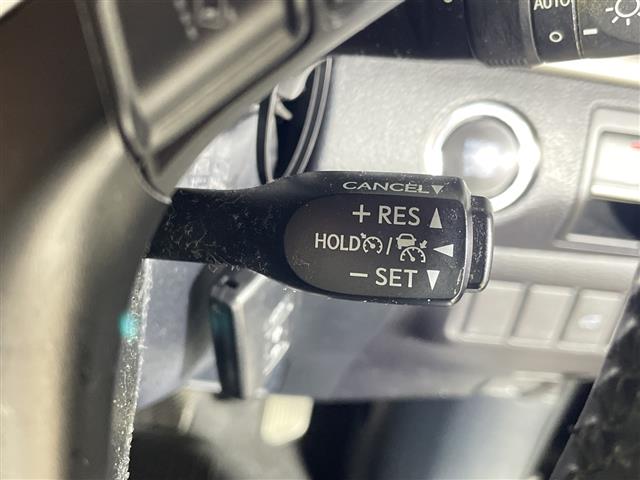 AUTO
CANCEL▼
+ RES ▲
HOLD / ◄
− SET ▼